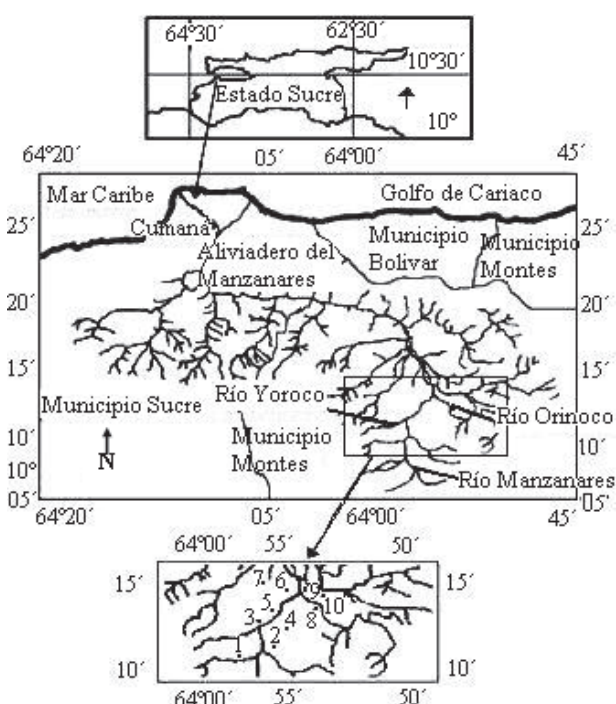 64°30´ 62°30´
10°30´
Estado Sucre
10°
64°20´ 05´ 64°00´ 45´
Mar Caribe Golfo de Cariaco
25´ 25´
Cumaná Municipio Municipio
Aliviadero del Bolivar Montes
Manzanares
20´ 20´
15´ 15´
Río Yoroco
Municipio Sucre Río Orinoco
Municipio
10´ Montes 10´
N
10° Río Manzanares
05´ 05´
64°20´ 05´ 64°00´ 45´
64°00´ 55´ 50´
15´ 7 6 9 15´
5 10
3 4 8
1 2
10´ 10´
64°00´ 55´ 50´